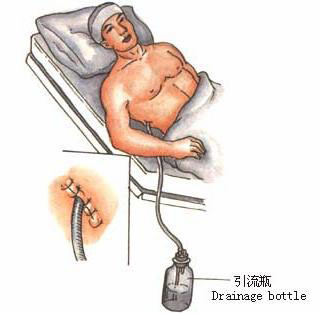 引流瓶
Drainage bottle